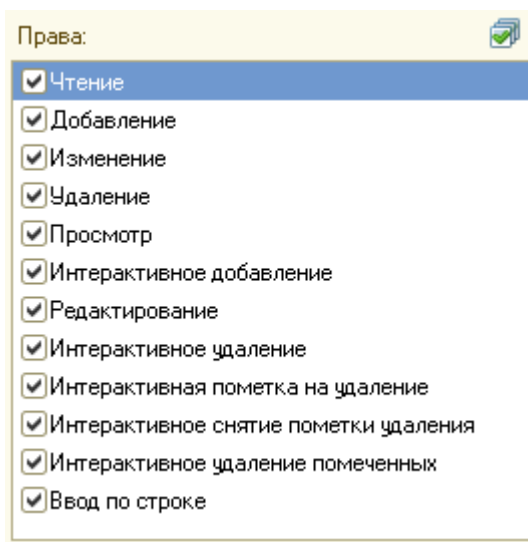 Права:
Чтение
Добавление
Изменение
Удаление
Просмотр
Интерактивное добавление
Редактирование
Интерактивное удаление
Интерактивная пометка на удаление
Интерактивное снятие пометки удаления
Интерактивное удаление помеченных
Ввод по строке